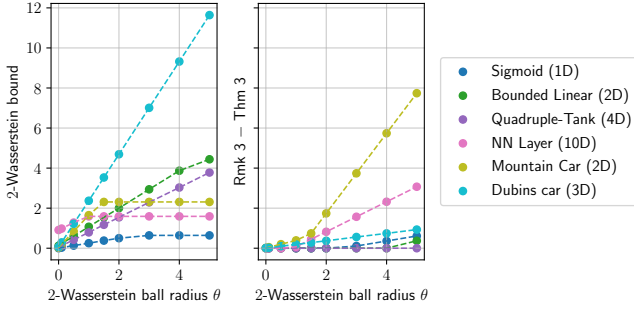 12
10
8
6
4
2
0
2-Wasserstein bound
0
2
4
2-Wasserstein ball radius θ
Rmk 3 − Thm 3
0
2
4
2-Wasserstein ball radius θ
Sigmoid (1D)
Bounded Linear (2D)
Quadruple-Tank (4D)
NN Layer (10D)
Mountain Car (2D)
Dubins car (3D)